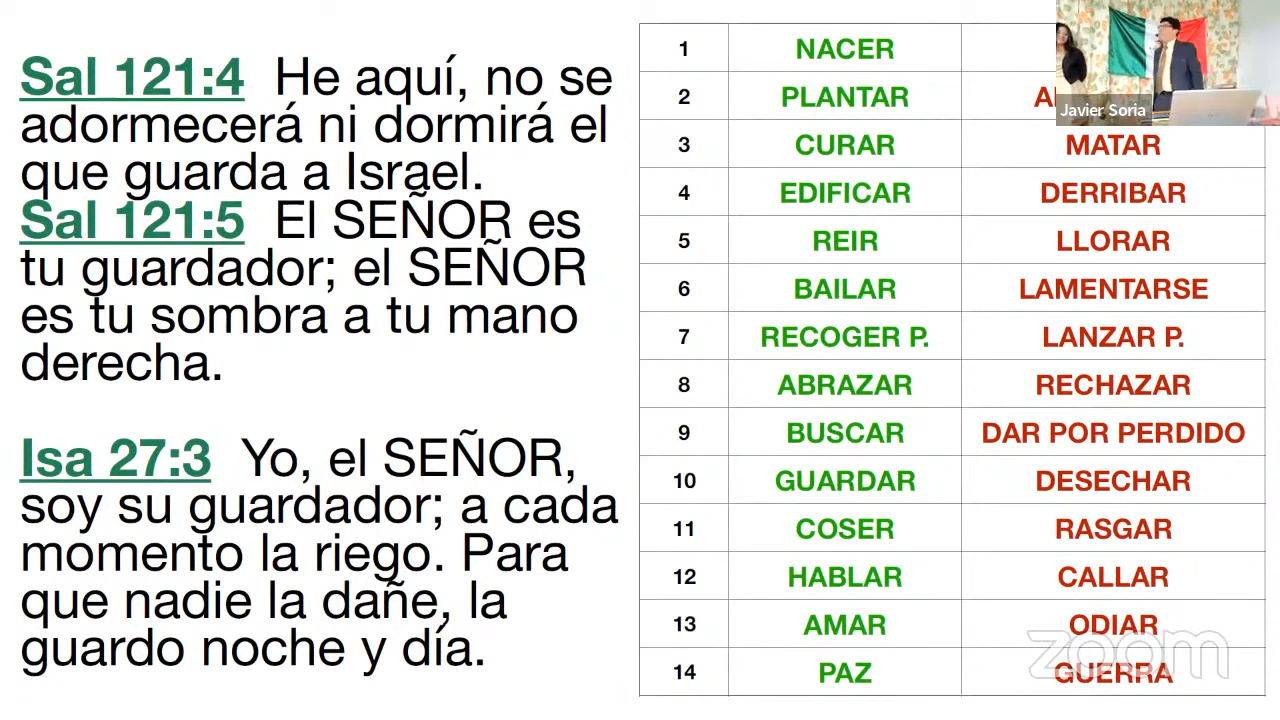 Sal 121:4 He aquí, no se
adormecerá ni dormirá el
que guarda a Israel.
Sal 121:5 El SEÑOR es
tu guardador; el SEÑOR
es tu sombra a tu mano
derecha.
Isa 27:3 Yo, el SEÑOR,
soy su guardador; a cada
momento la riego. Para
que nadie la dañe, la
guardo noche y día.
1 NACER
2 PLANTAR
3 CURAR MATAR
4 EDIFICAR DERRIBAR
5 REIR LLORAR
6 BAILAR LAMENTARSE
7 RECOGER P. LANZAR P.
8 ABRAZAR RECHAZAR
9 BUSCAR DAR POR PERDIDO
10 GUARDAR DESECHAR
11 COSER RASGAR
12 HABLAR CALLAR
13 AMAR ODIAR
14 PAZ GUERRA
Javier Soria
zoom